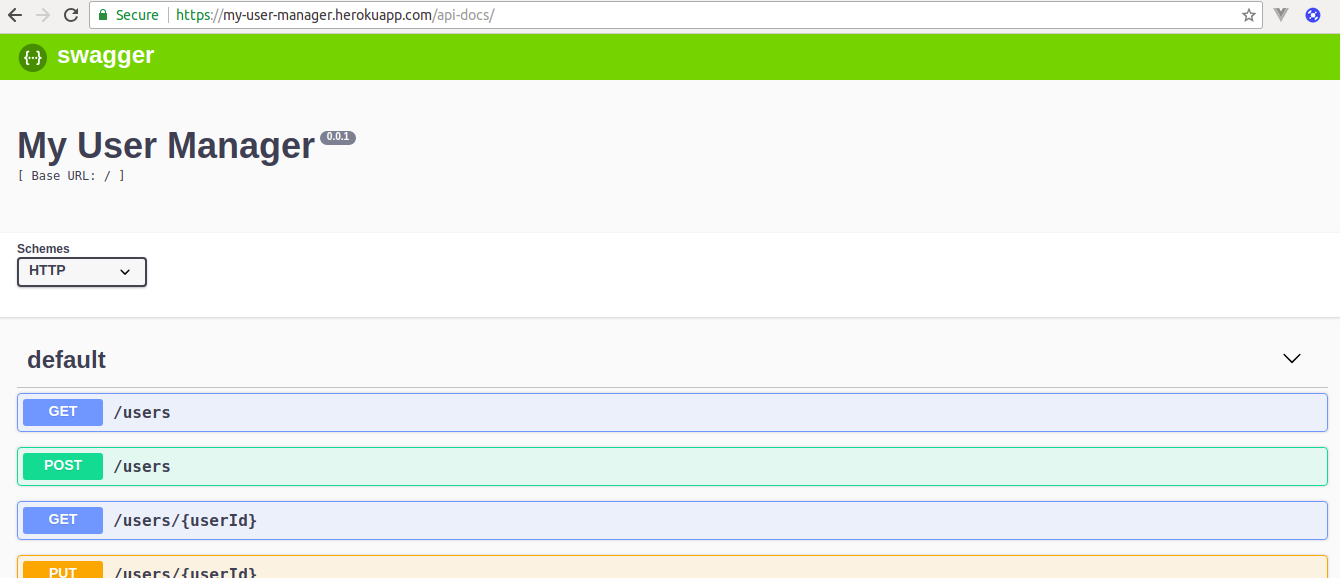 Secure https://my-user-manager.herokuapp.com/api-docs/
{···} swagger
My User Manager 0.0.1
[ Base URL: / ]
Schemes
HTTP
default
GET /users
POST /users
GET /users/{userId}
PUT /users/{userId}